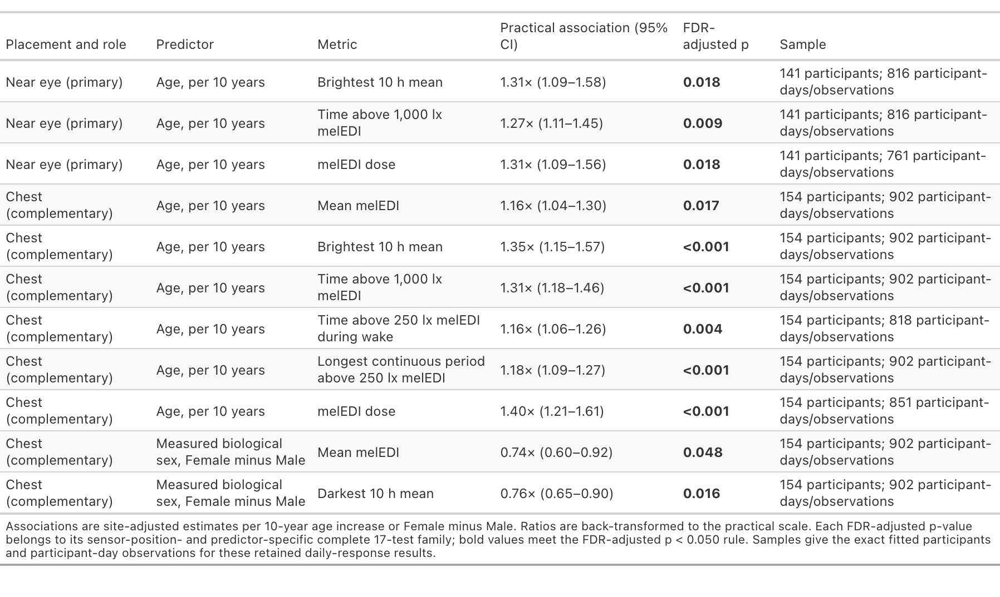 Placement and role Predictor Metric Practical association (95% CI) FDR-adjusted p Sample
Near eye (primary) Age, per 10 years Brightest 10 h mean 1.31× (1.09–1.58) 0.018 141 participants; 816 participant-days/observations
Near eye (primary) Age, per 10 years Time above 1,000 lx melEDI 1.27× (1.11–1.45) 0.009 141 participants; 816 participant-days/observations
Near eye (primary) Age, per 10 years melEDI dose 1.31× (1.09–1.56) 0.018 141 participants; 761 participant-days/observations
Chest (complementary) Age, per 10 years Mean melEDI 1.16× (1.04–1.30) 0.017 154 participants; 902 participant-days/observations
Chest (complementary) Age, per 10 years Brightest 10 h mean 1.35× (1.15–1.57) <0.001 154 participants; 902 participant-days/observations
Chest (complementary) Age, per 10 years Time above 1,000 lx melEDI 1.31× (1.18–1.46) <0.001 154 participants; 902 participant-days/observations
Chest (complementary) Age, per 10 years Time above 250 lx melEDI during wake 1.16× (1.06–1.26) 0.004 154 participants; 818 participant-days/observations
Chest (complementary) Age, per 10 years Longest continuous period above 250 lx melEDI 1.18× (1.09–1.27) <0.001 154 participants; 902 participant-days/observations
Chest (complementary) Age, per 10 years melEDI dose 1.40× (1.21–1.61) <0.001 154 participants; 851 participant-days/observations
Chest (complementary) Measured biological sex, Female minus Male Mean melEDI 0.74× (0.60–0.92) 0.048 154 participants; 902 participant-days/observations
Chest (complementary) Measured biological sex, Female minus Male Darkest 10 h mean 0.76× (0.65–0.90) 0.016 154 participants; 902 participant-days/observations
Associations are site-adjusted estimates per 10-year age increase or Female minus Male. Ratios are back-transformed to the practical scale. Each FDR-adjusted p-value
belongs to its sensor-position- and predictor-specific complete 17-test family; bold values meet the FDR-adjusted p < 0.050 rule. Samples give the exact fitted participants
and participant-day observations for these retained daily-response results.